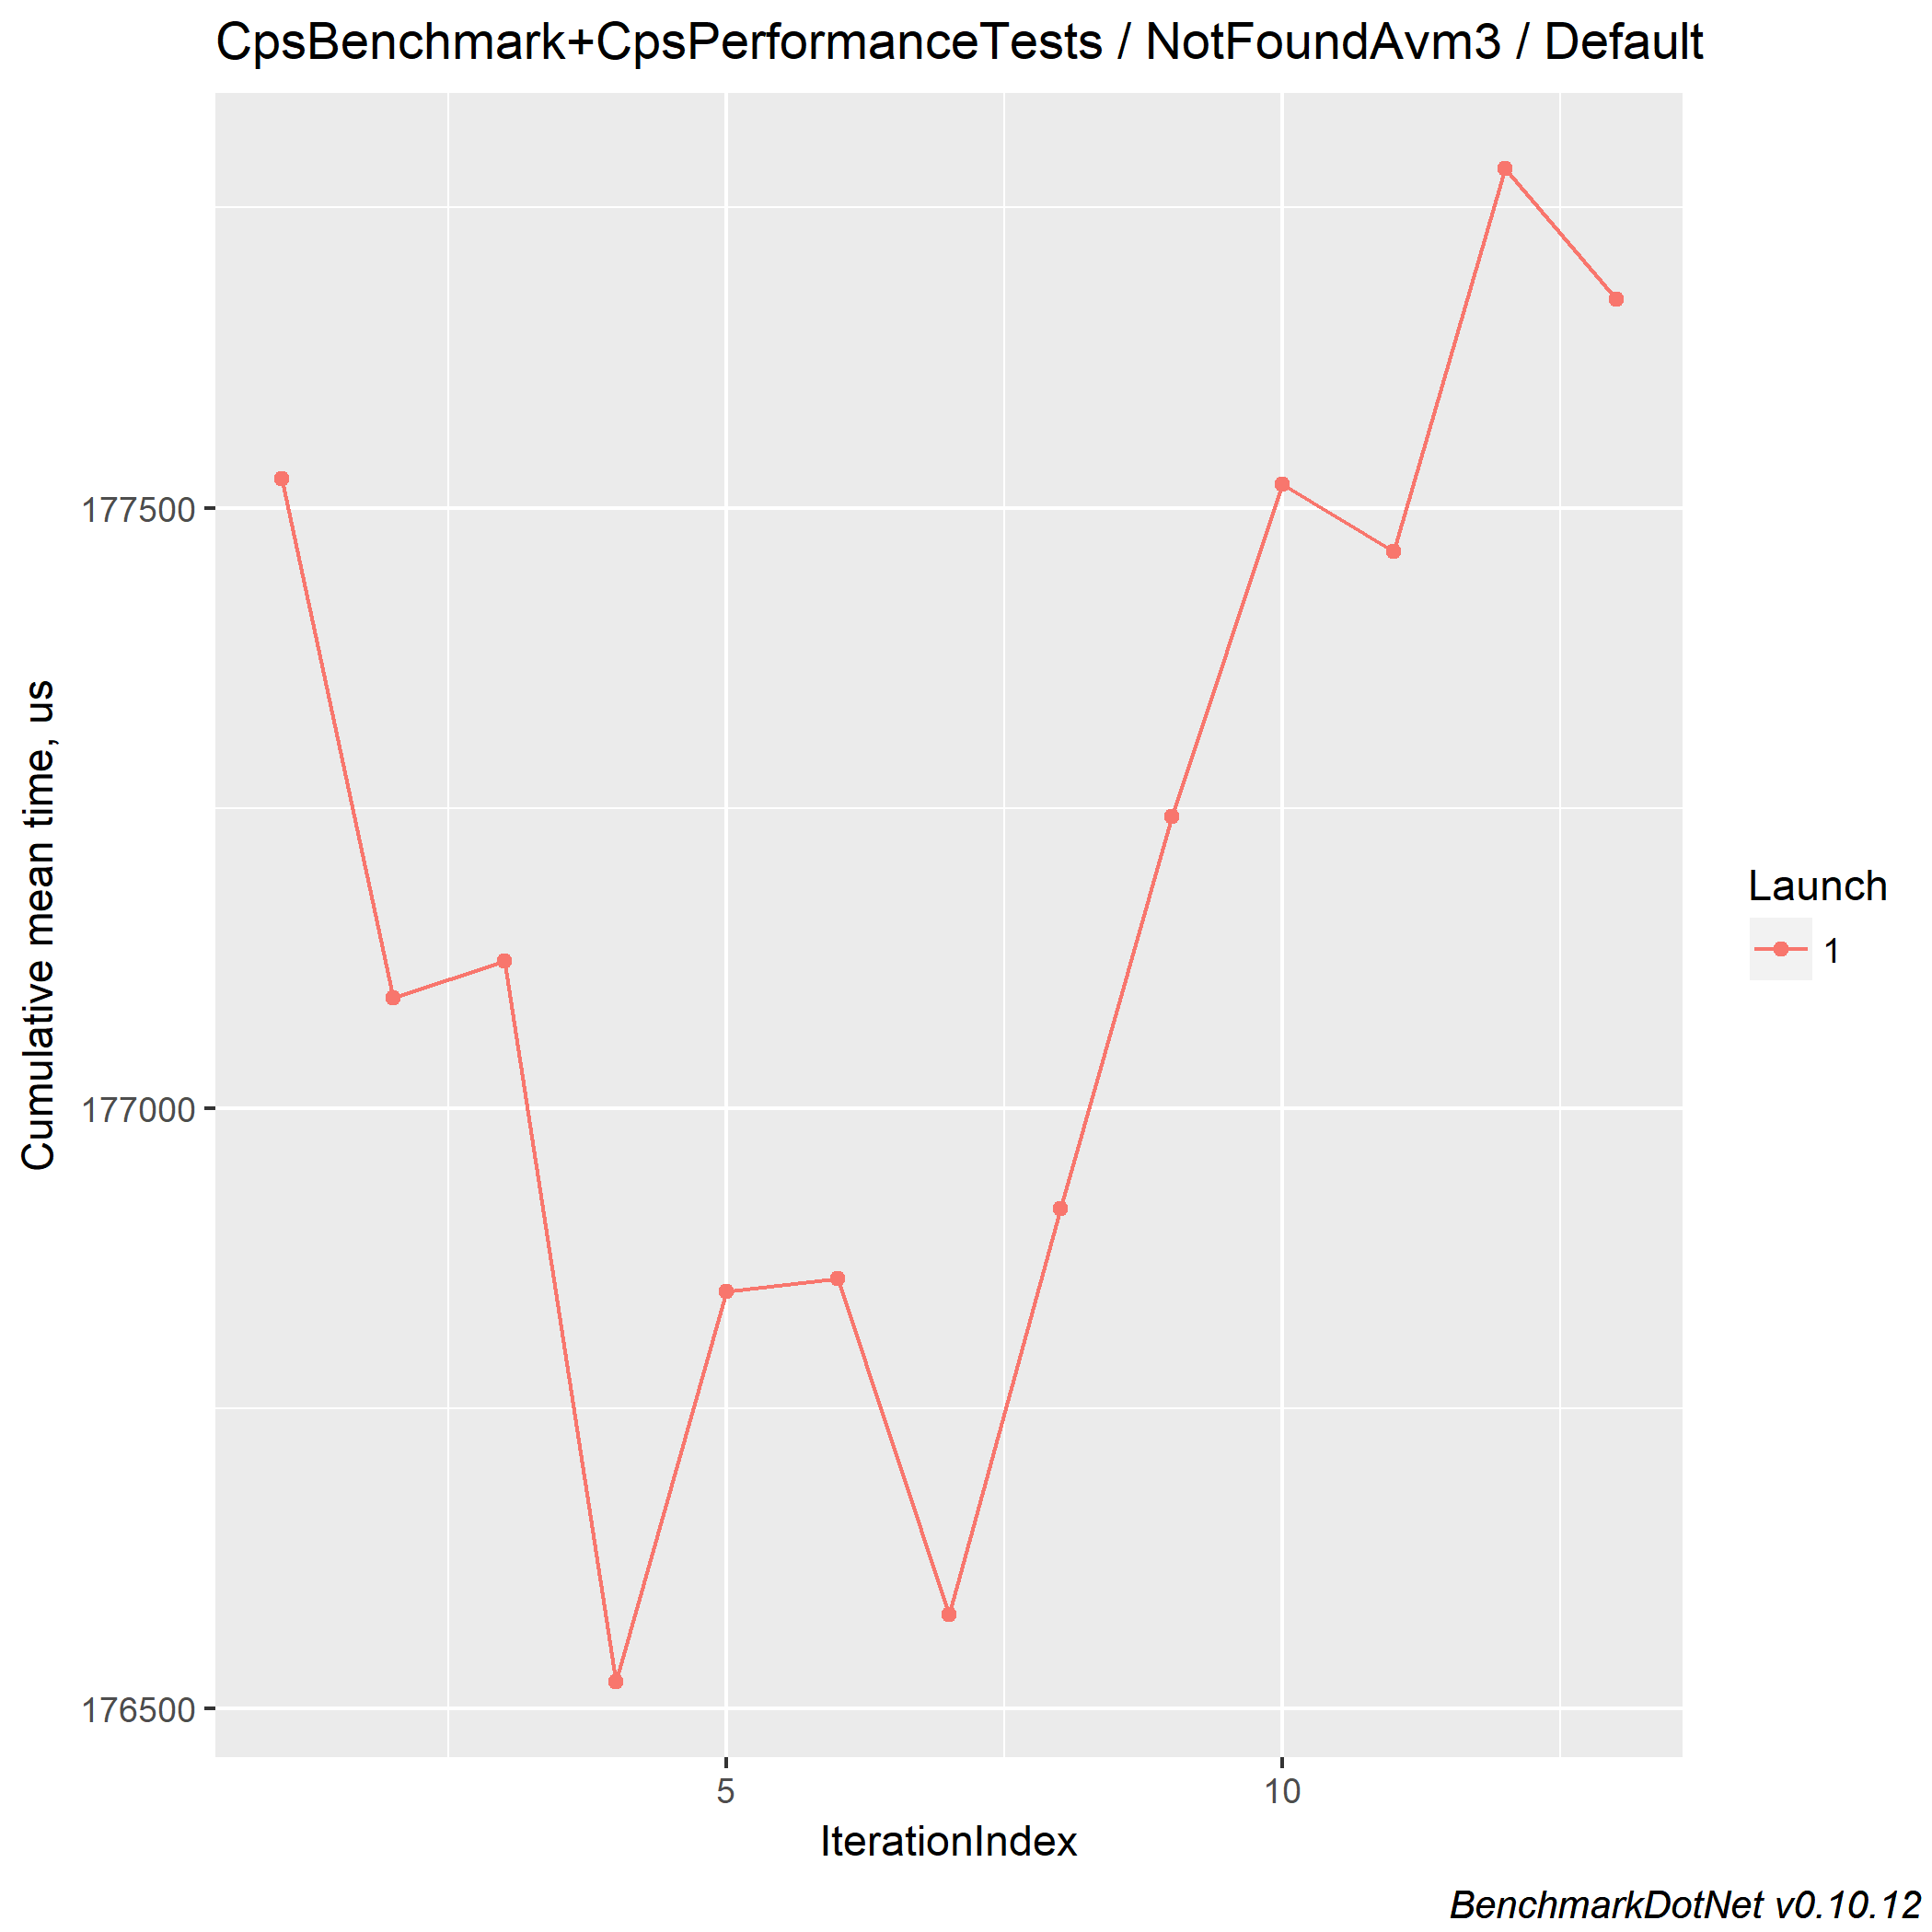 CpsBenchmark+CpsPerformanceTests / NotFoundAvm3 / Default
Cumulative mean time, us
177500
177000
176500
5
10
IterationIndex
Launch
1
BenchmarkDotNet v0.10.12